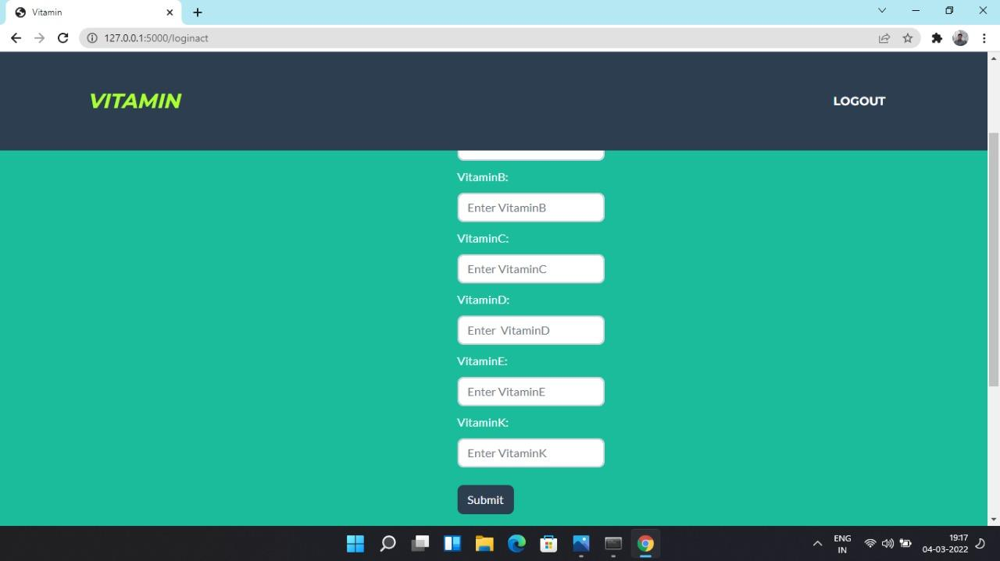 Vitamin
127.0.0.1:5000/loginact
VITAMIN
LOGOUT
VitaminB:
Enter VitaminB
VitaminC:
Enter VitaminC
VitaminD:
Enter  VitaminD
VitaminE:
Enter VitaminE
VitaminK:
Enter VitaminK
Submit
ENG
IN
19:17
04-03-2022